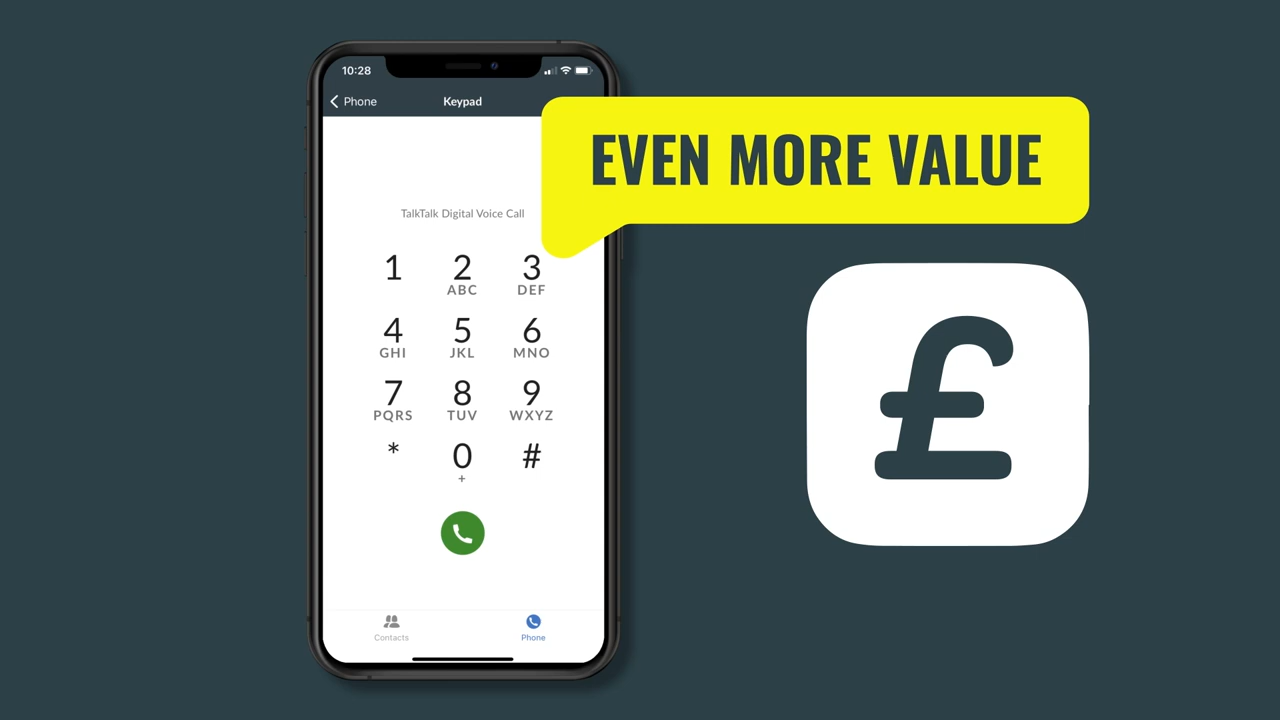 10:28
Phone
Keypad
EVEN MORE VALUE
TalkTalk Digital Voice Call
1 2 3
ABC DEF
4 5 6
GHI JKL MNO
7 8 9
PQRS TUV WXYZ
* 0 #
+
£
Contacts Phone